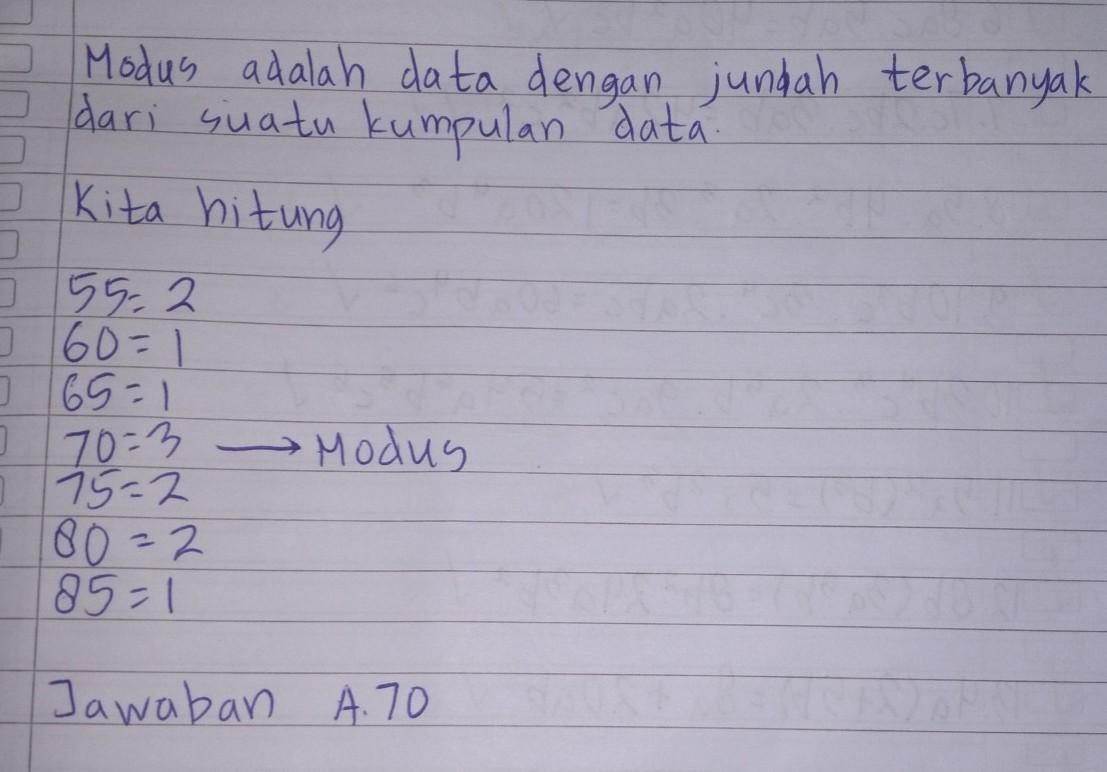 Modus adalah data dengan jumlah terbanyak
dari suatu kumpulan data.
Kita hitung
55 = 2
60 = 1
65 = 1
70 = 3 → Modus
75 = 2
80 = 2
85 = 1
Jawaban A. 70